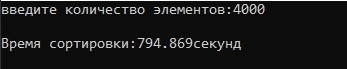 введите количество элементов:4000
Время сортировки:794.869секунд